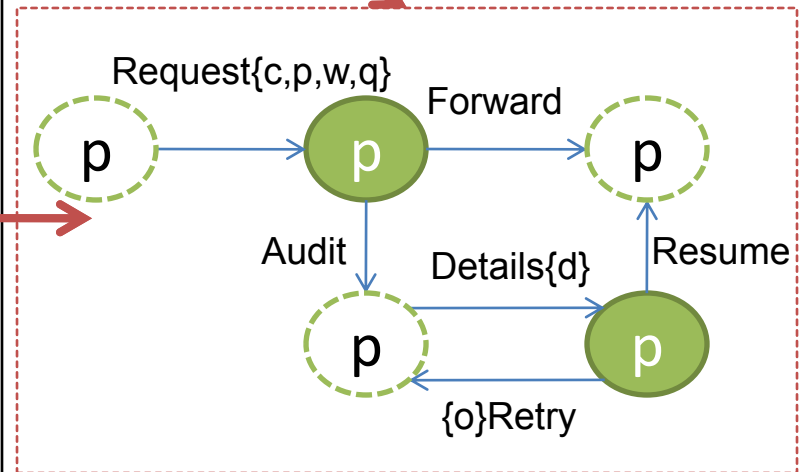 Request{c,p,w,q}
Forward
p
p
p
Audit
Details{d}
Resume
p
p
{o}Retry